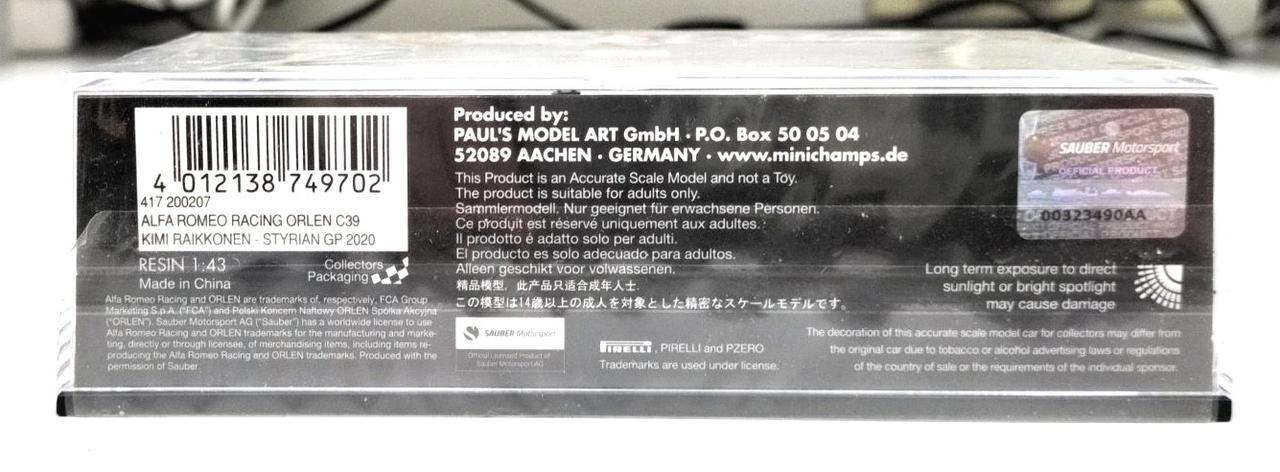 4 012138 749702
417 200207
ALFA ROMEO RACING ORLEN C39
KIMI RAIKKONEN - STYRIAN GP 2020
RESIN 1:43
Made in China
Collectors
Packaging
Alfa Romeo Racing and ORLEN are trademarks of, respectively, FCA Group
Marketing S.p.A. ("FCA") and Polski Koncern Naftowy ORLEN Spółka Akcyjna
("ORLEN"). Sauber Motorsport AG ("Sauber") has a worldwide license to use
Alfa Romeo Racing and ORLEN trademarks for the manufacturing and marke-
ting, directly or through licensee, of merchandising items, including items re-
producing the Alfa Romeo Racing and ORLEN trademarks. Produced with the
permission of Sauber.
Produced by:
PAUL'S MODEL ART GmbH · P.O. Box 50 05 04
52089 AACHEN · GERMANY · www.minichamps.de
This Product is an Accurate Scale Model and not a Toy.
The product is suitable for adults only.
Sammlermodell. Nur geeignet für erwachsene Personen.
Ce produit est réservé uniquement aux adultes.
Il prodotto é adatto solo per adulti.
El producto es solo adecuado para adultos.
Alleen geschikt voor volwassenen.
精品模型，此产品只适合成年人士.
この模型は14歳以上の成人を対象とした精密なスケールモデルです。
SAUBER Motorsport
Official Licensed Product of
Sauber Motorsport AG
PIRELLI, PIRELLI and PZERO
Trademarks are used under license.
SAUBER Motorsport
OFFICIAL PRODUCT
00323490AA
Long term exposure to direct
sunlight or bright spotlight
may cause damage
The decoration of this accurate scale model car for collectors may differ from
the original car due to tobacco or alcohol advertising laws or regulations
of the country of sale or the requirements of the individual sponsor.